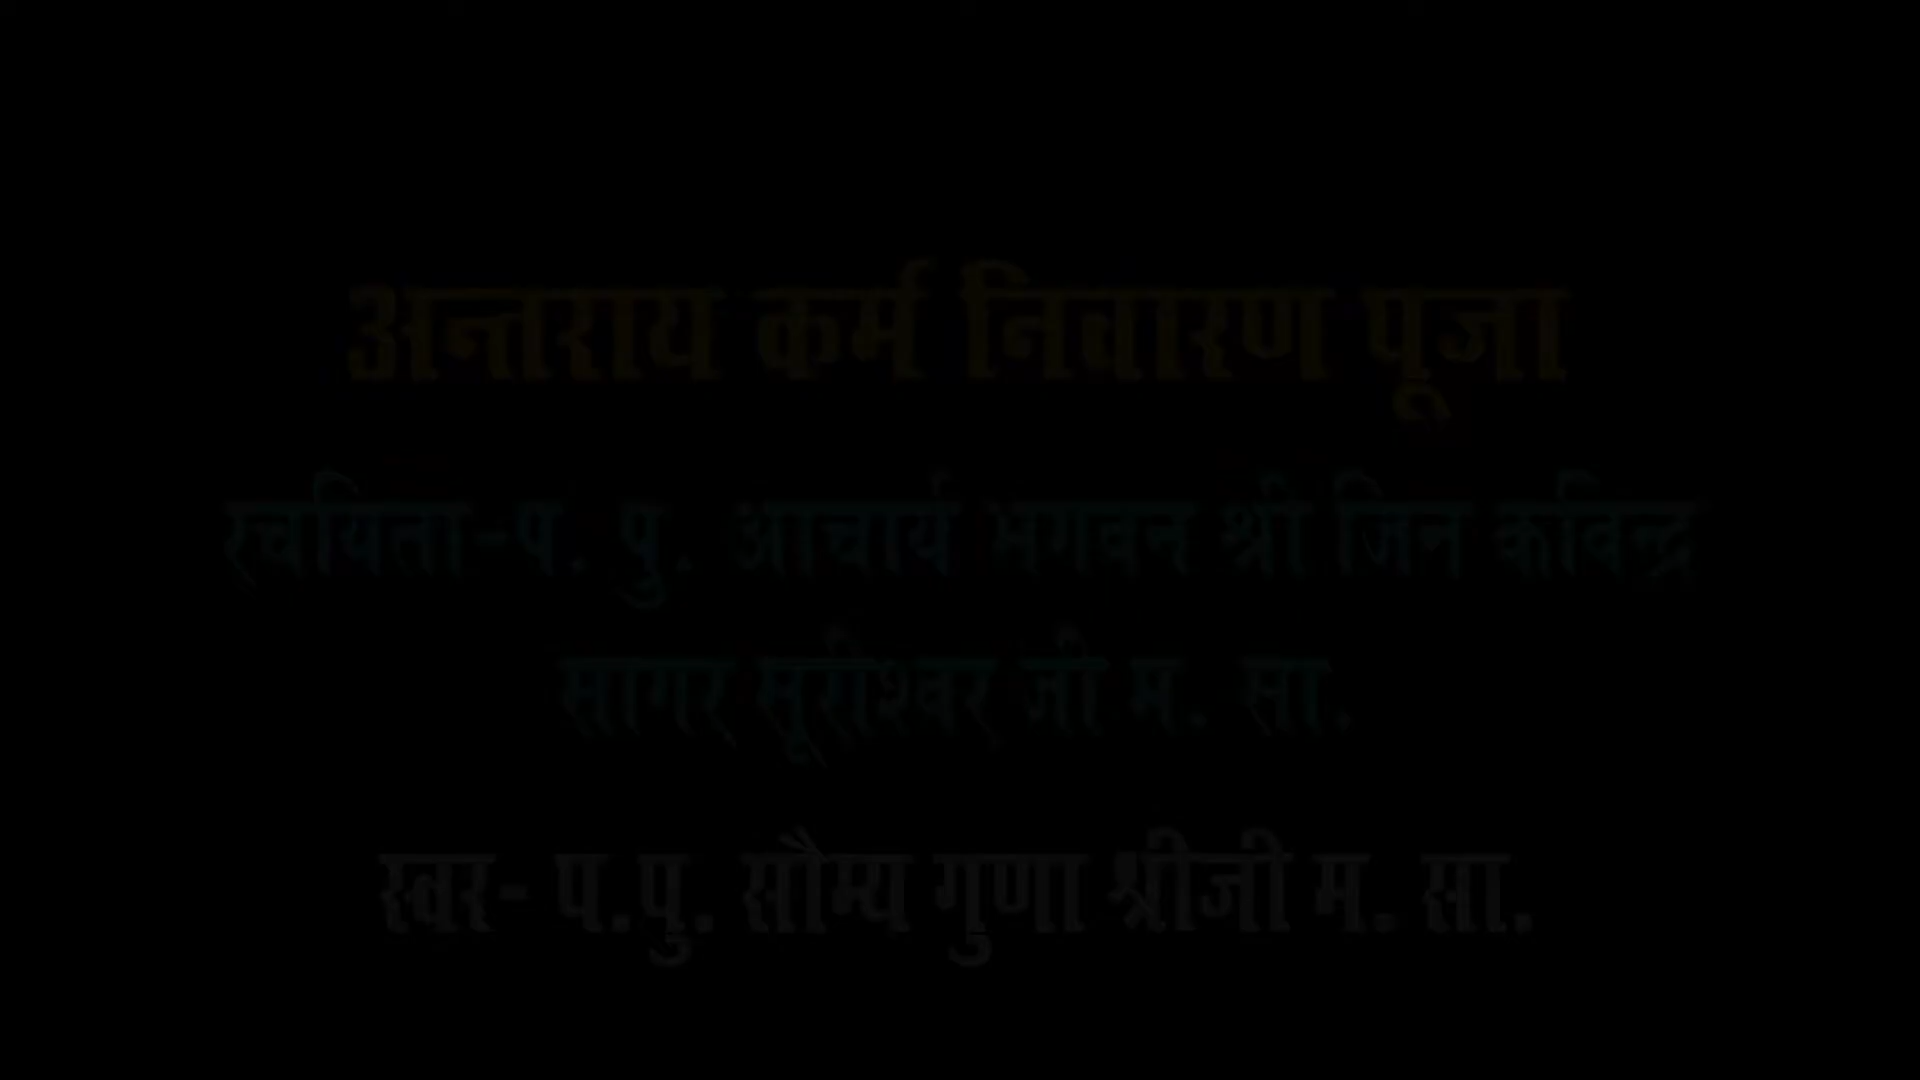 अन्तराय कर्म निवारण पूजा
रचयिता-प. पु. आचार्य भगवन श्री जिन कविन्द्र
सागर सूरीश्वर जी म. सा.
स्वर- प.पु. सौम्य गुणा श्रीजी म. सा.